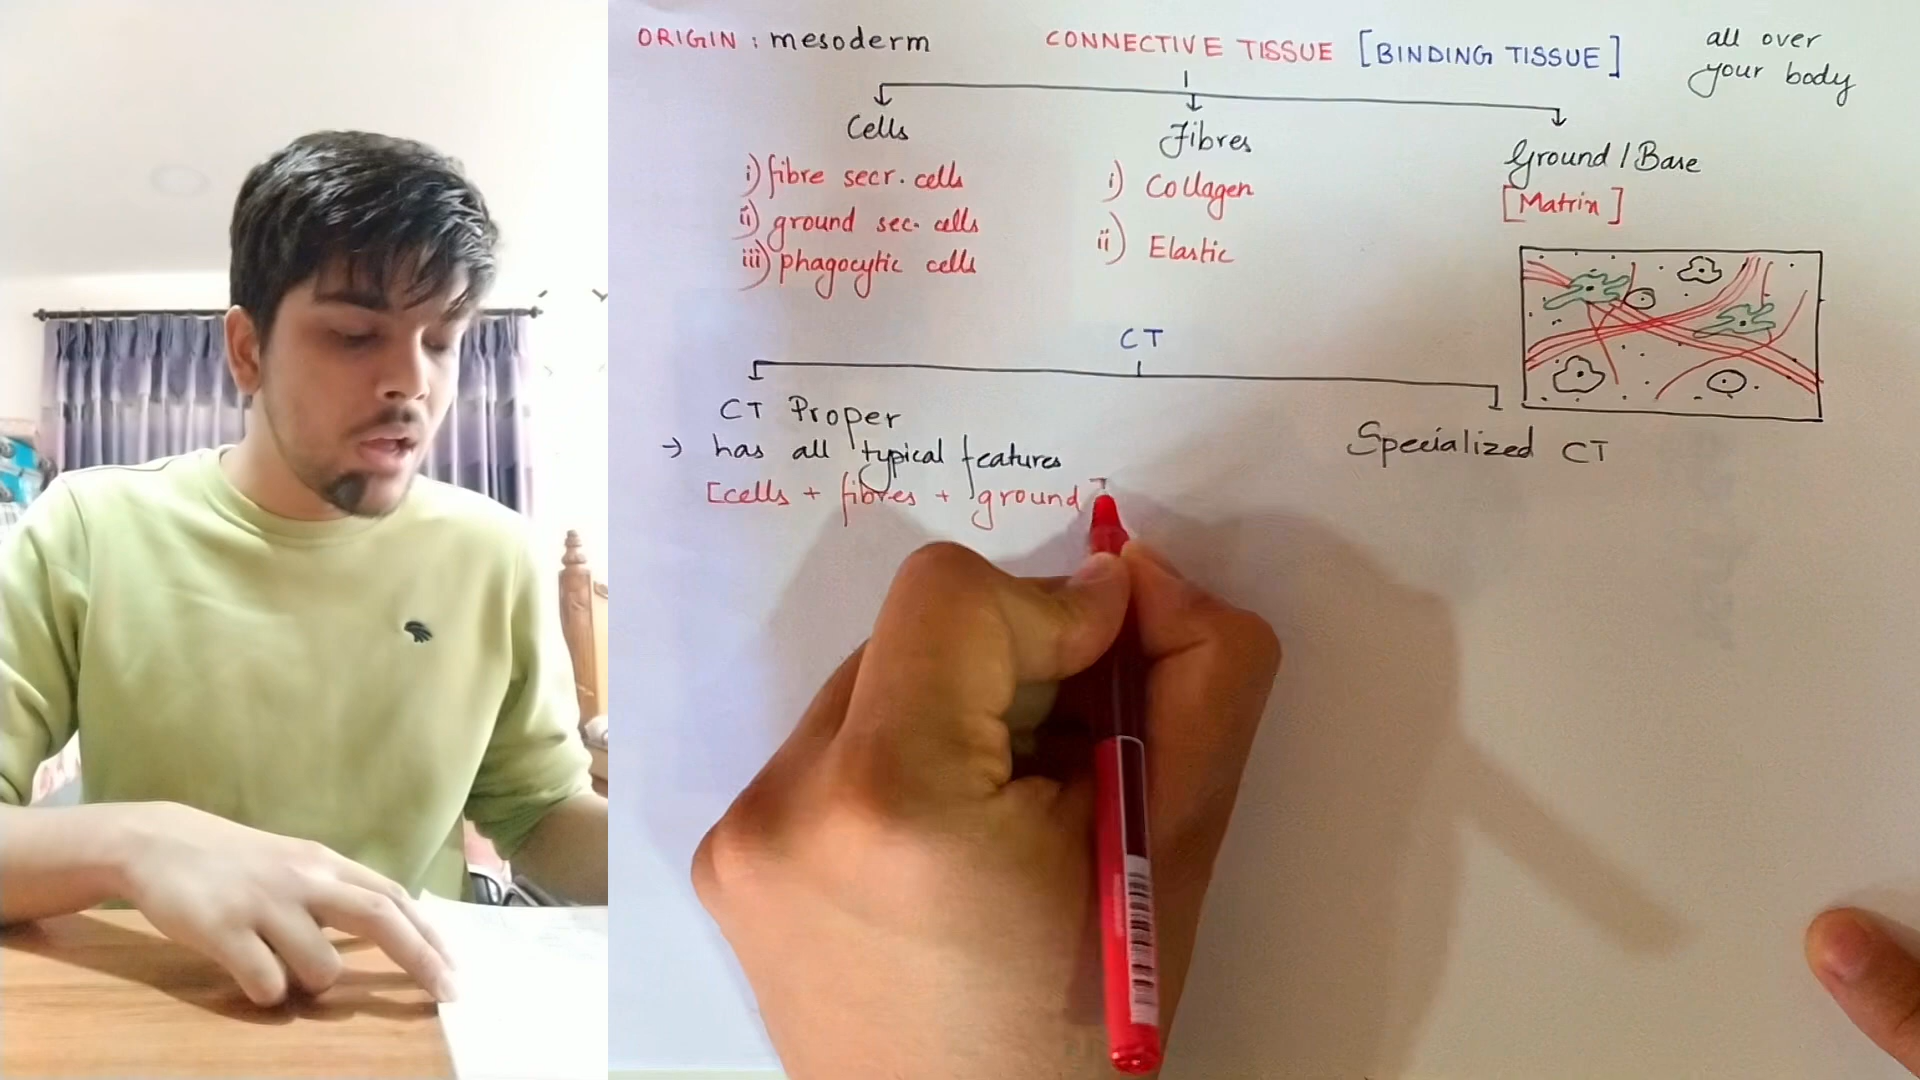 ORIGIN : mesoderm
CONNECTIVE TISSUE [BINDING TISSUE]
all over
your body
Cells
Fibres
Ground / Base
[Matrix]
i) fibre secr. cells
ii) ground sec. cells
iii) phagocytic cells
i) Collagen
ii) Elastic
CT
CT Proper
→ has all typical features
[cells + fibres + ground]
Specialized CT